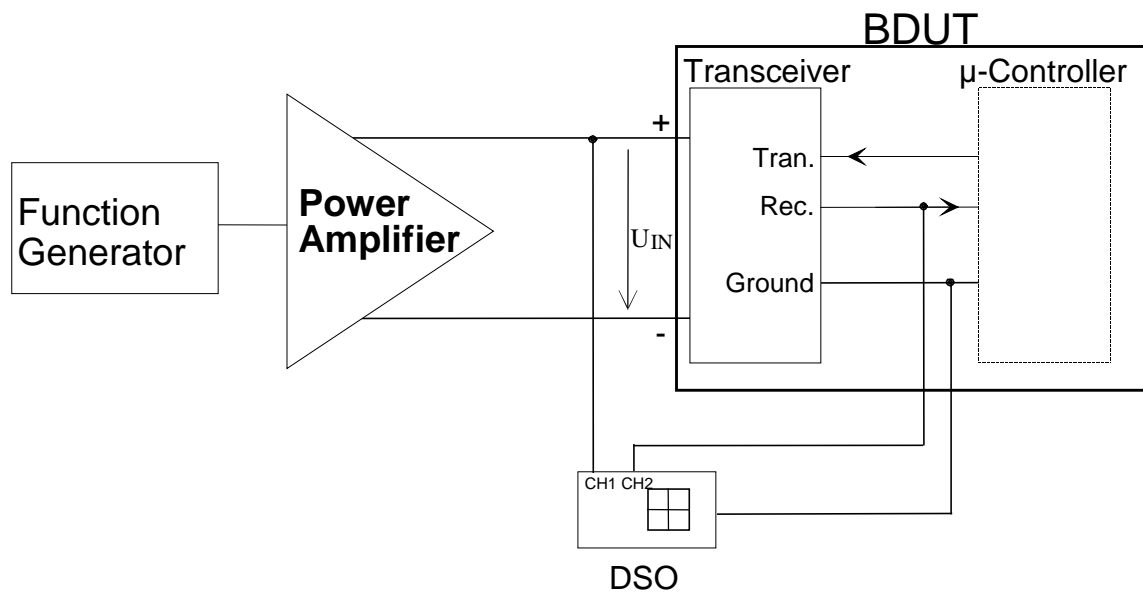 BDUT
Transceiver
µ-Controller
+
Tran.
Function
Generator
Power
Amplifier
Rec.
UIN
Ground
-
CH1 CH2
DSO